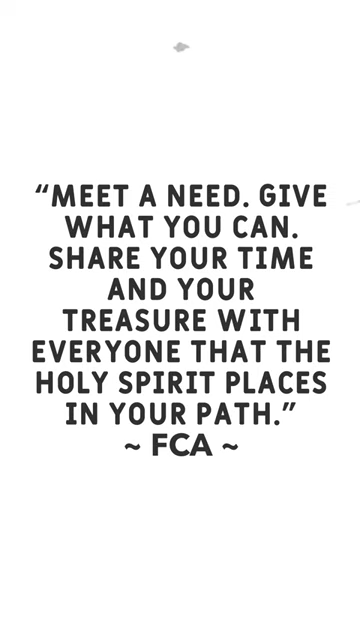 “MEET A NEED. GIVE
WHAT YOU CAN.
SHARE YOUR TIME
AND YOUR
TREASURE WITH
EVERYONE THAT THE
HOLY SPIRIT PLACES
IN YOUR PATH.”
~ FCA ~